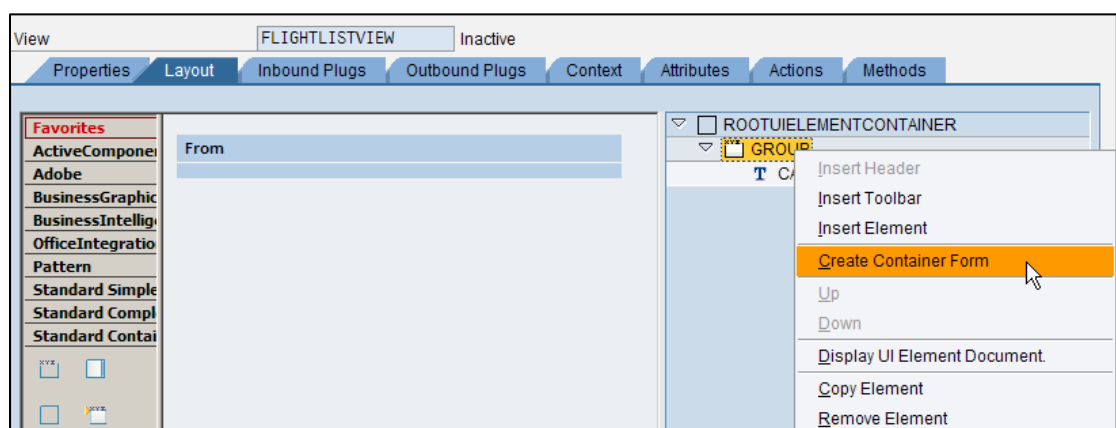 View FLIGHTLISTVIEW Inactive
Properties Layout Inbound Plugs Outbound Plugs Context Attributes Actions Methods
Favorites
ActiveComponen
Adobe
BusinessGraphic
BusinessIntellig
OfficeIntegratio
Pattern
Standard Simple
Standard Compl
Standard Contai
From
ROOTUIELEMENTCONTAINER
GROUP
T CA
Insert Header
Insert Toolbar
Insert Element
Create Container Form
Up
Down
Display UI Element Document.
Copy Element
Remove Element